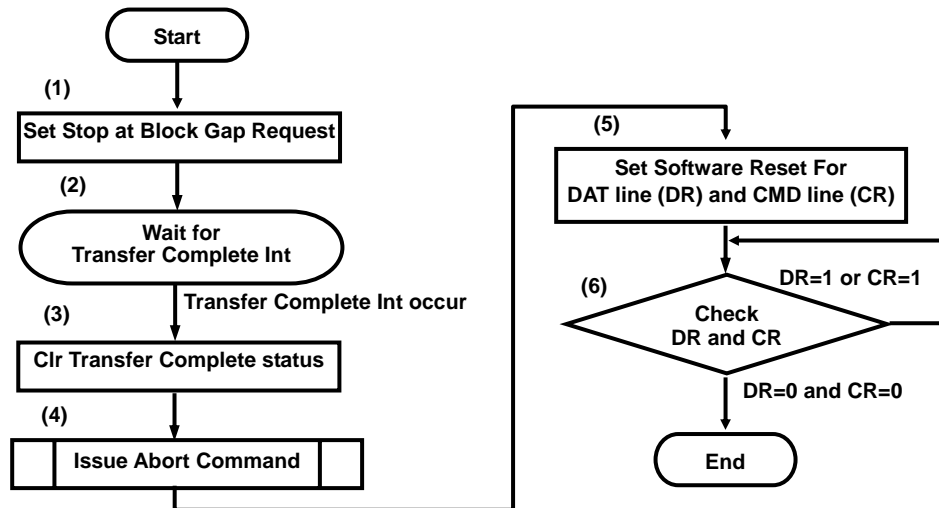 Start
(1)
Set Stop at Block Gap Request
(2)
Wait for
Transfer Complete Int
Transfer Complete Int occur
(3)
Clr Transfer Complete status
(4)
Issue Abort Command
(5)
Set Software Reset For
DAT line (DR) and CMD line (CR)
DR=1 or CR=1
(6)
Check
DR and CR
DR=0 and CR=0
End